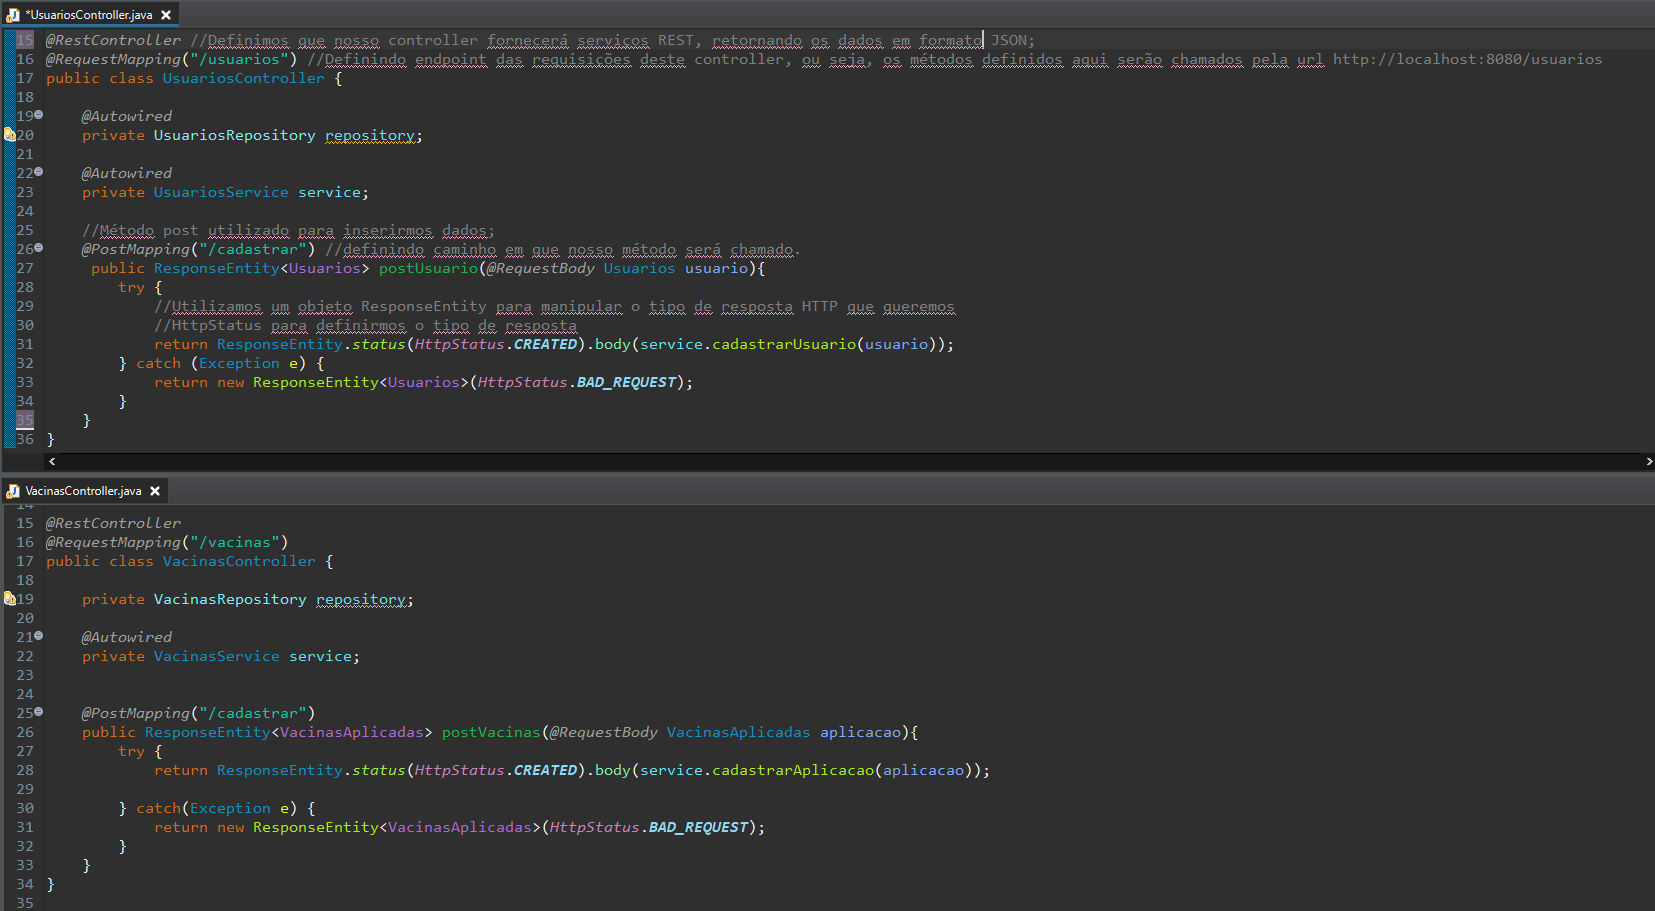 *UsuariosController.java
15 @RestController //Definimos que nosso controller fornecerá serviços REST, retornando os dados em formato JSON;
16 @RequestMapping("/usuarios") //Definindo endpoint das requisições deste controller, ou seja, os métodos definidos aqui serão chamados pela url http://localhost:8080/usuarios
17 public class UsuariosController {
18
19 @Autowired
20 private UsuariosRepository repository;
21
22 @Autowired
23 private UsuariosService service;
24
25 //Método post utilizado para inserirmos dados;
26 @PostMapping("/cadastrar") //definindo caminho em que nosso método será chamado.
27 public ResponseEntity<Usuarios> postUsuario(@RequestBody Usuarios usuario){
28 try {
29 //Utilizamos um objeto ResponseEntity para manipular o tipo de resposta HTTP que queremos
30 //HttpStatus para definirmos o tipo de resposta
31 return ResponseEntity.status(HttpStatus.CREATED).body(service.cadastrarUsuario(usuario));
32 } catch (Exception e) {
33 return new ResponseEntity<Usuarios>(HttpStatus.BAD_REQUEST);
34 }
35 }
36 }
VacinasController.java
14
15 @RestController
16 @RequestMapping("/vacinas")
17 public class VacinasController {
18
19 private VacinasRepository repository;
20
21 @Autowired
22 private VacinasService service;
23
24
25 @PostMapping("/cadastrar")
26 public ResponseEntity<VacinasAplicadas> postVacinas(@RequestBody VacinasAplicadas aplicacao){
27 try {
28 return ResponseEntity.status(HttpStatus.CREATED).body(service.cadastrarAplicacao(aplicacao));
29
30 } catch(Exception e) {
31 return new ResponseEntity<VacinasAplicadas>(HttpStatus.BAD_REQUEST);
32 }
33 }
34 }
35